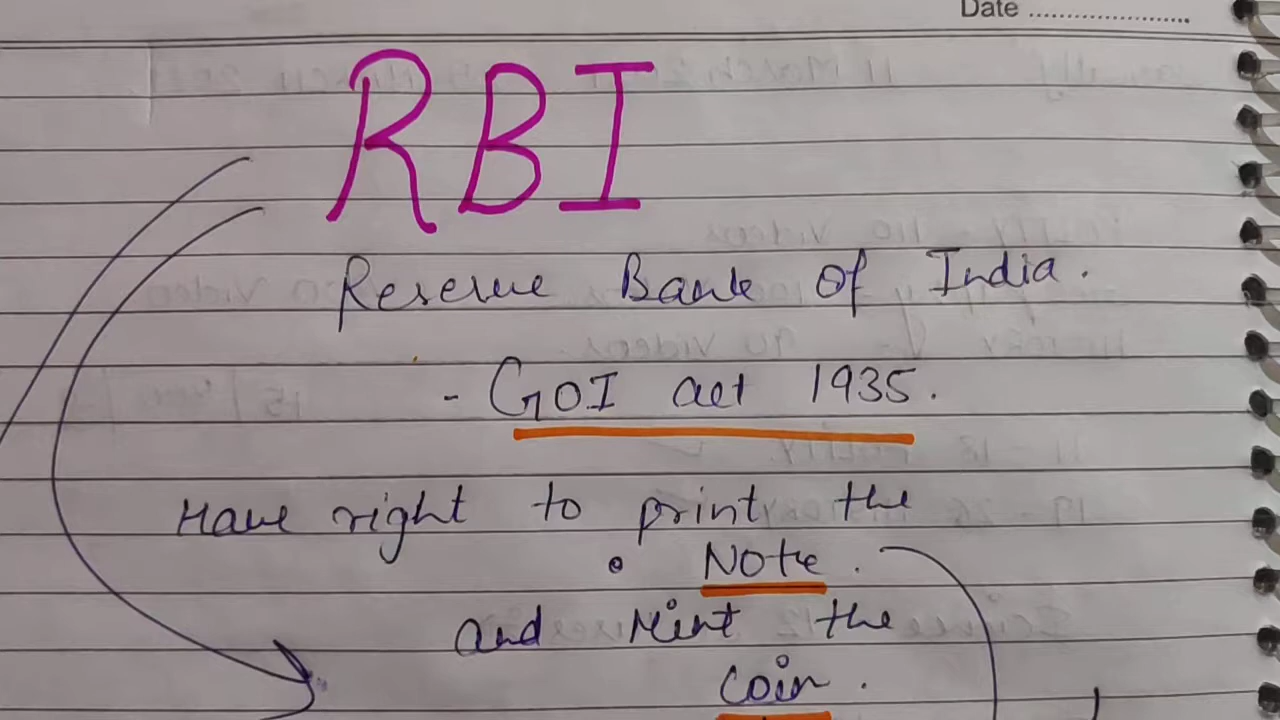 Date ........................
RBI
Reserve Bank of India.
- GOI act 1935.
Have right to print the
• Note.
and Mint the
coin.